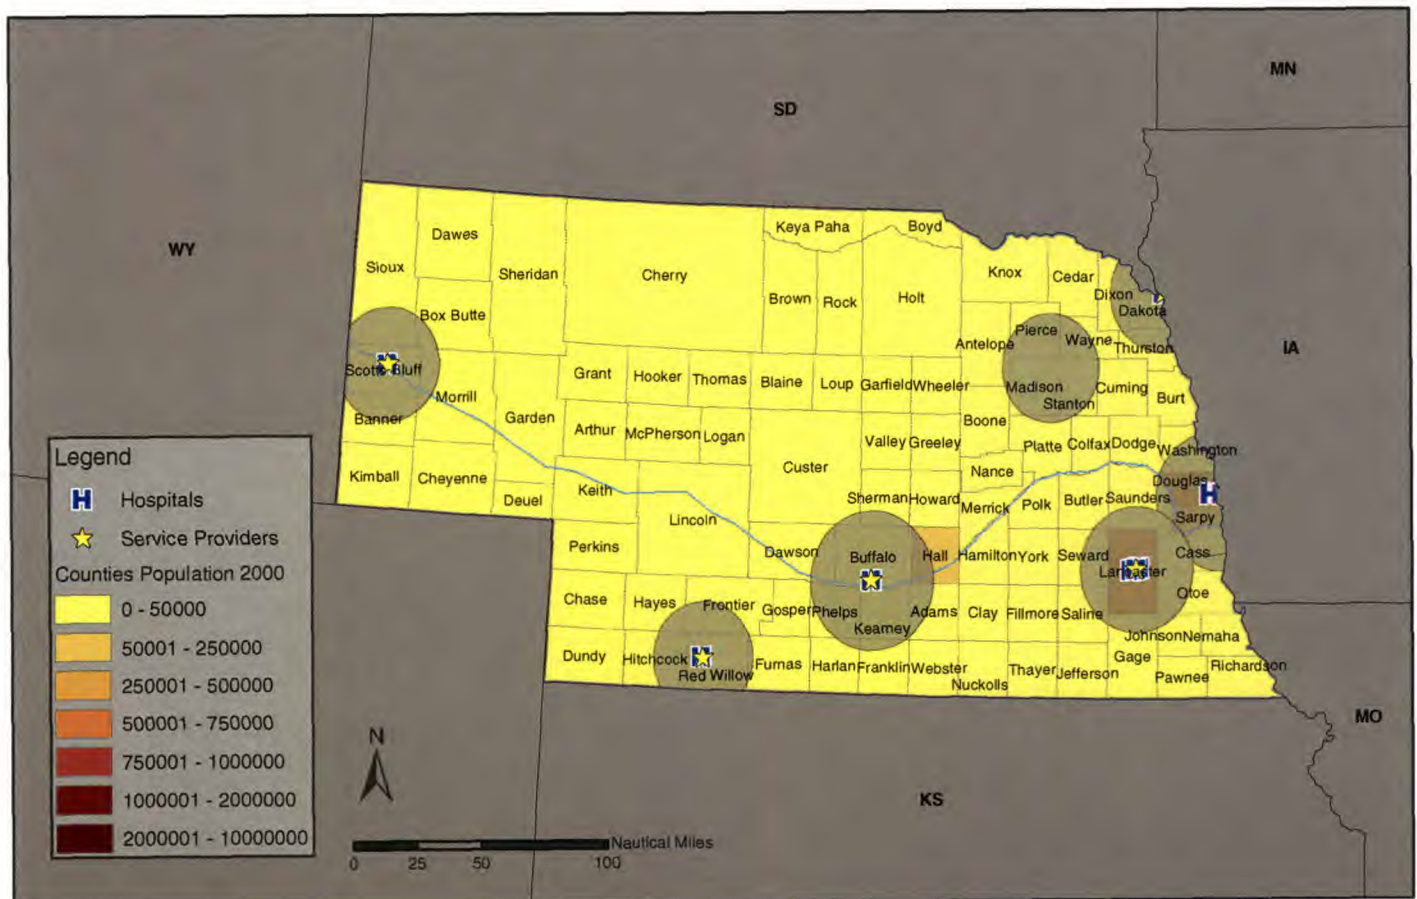 MN
SD
WY
IA
MO
KS
Keya Paha
Boyd
Dawes
Sioux
Sheridan
Cherry
Knox
Cedar
Brown
Rock
Holt
Dixon
Dakota
Box Butte
Pierce
Wayne
Antelope
Thurston
Scotts Bluff
Grant
Hooker
Thomas
Blaine
Loup
Garfield
Wheeler
Madison
Stanton
Cuming
Burt
Morrill
Banner
Garden
Arthur
McPherson
Logan
Boone
Valley
Greeley
Platte
Colfax
Dodge
Washington
Custer
Nance
Kimball
Cheyenne
Deuel
Keith
Lincoln
Sherman
Howard
Merrick
Polk
Butler
Saunders
Douglas
H
Sarpy
Perkins
Dawson
Buffalo
Hall
Hamilton
York
Seward
Lancaster
Cass
Otoe
Chase
Hayes
Frontier
Gosper
Phelps
Kearney
Adams
Clay
Fillmore
Saline
Johnson
Nemaha
Dundy
Hitchcock
Red Willow
Furnas
Harlan
Franklin
Webster
Nuckolls
Thayer
Jefferson
Gage
Pawnee
Richardson
Legend
H Hospitals
Service Providers
Counties Population 2000
0 - 50000
50001 - 250000
250001 - 500000
500001 - 750000
750001 - 1000000
1000001 - 2000000
2000001 - 10000000
N
Nautical Miles
0 25 50 100